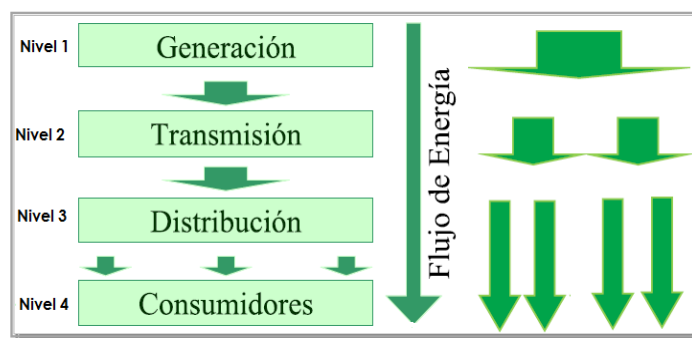 Nivel 1
Generación
Nivel 2
Transmisión
Nivel 3
Distribución
Nivel 4
Consumidores
Flujo de Energía